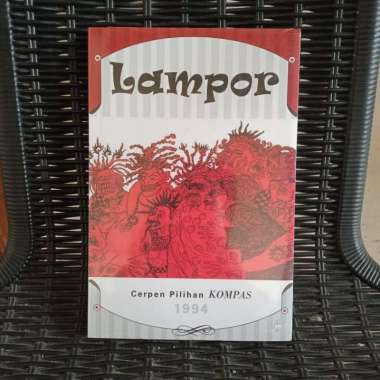 Lampor
Cerpen Pilihan KOMPAS
1994